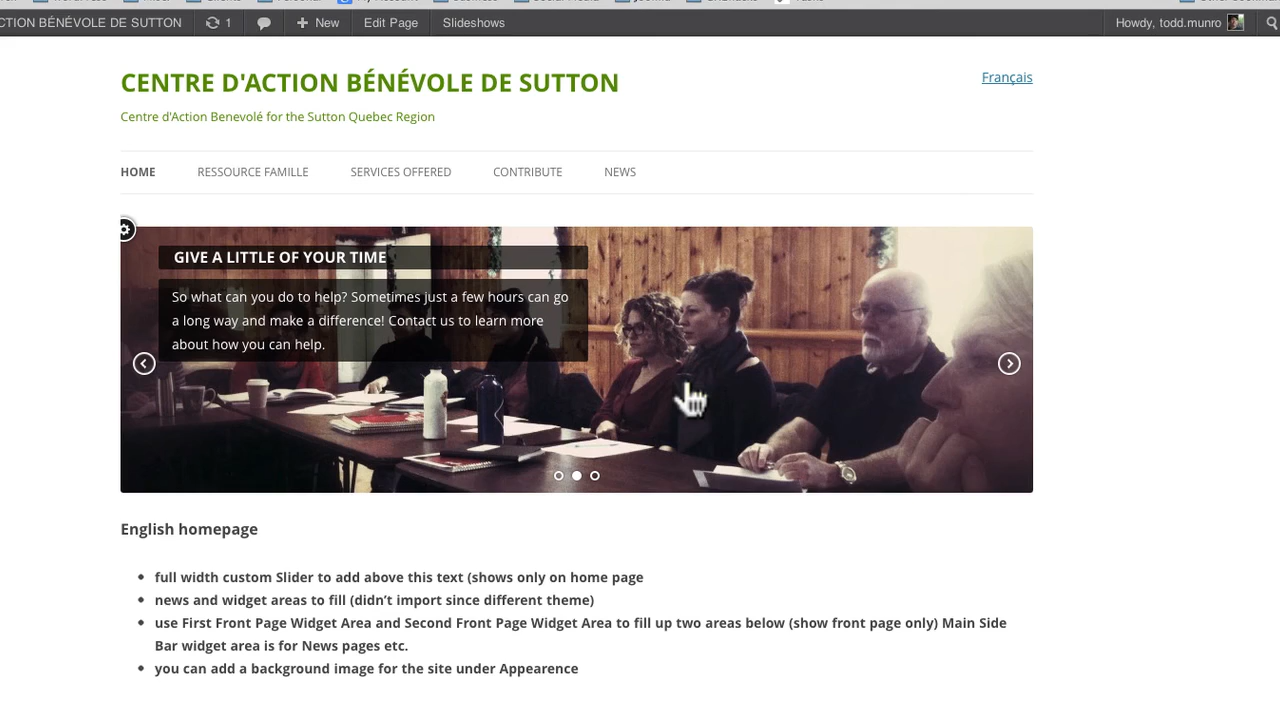 CTION BÉNÉVOLE DE SUTTON 1 New Edit Page Slideshows Howdy, todd.munro
CENTRE D'ACTION BÉNÉVOLE DE SUTTON
Français
Centre d'Action Benevolé for the Sutton Quebec Region
HOME RESSOURCE FAMILLE SERVICES OFFERED CONTRIBUTE NEWS
GIVE A LITTLE OF YOUR TIME
So what can you do to help? Sometimes just a few hours can go
a long way and make a difference! Contact us to learn more
about how you can help.
English homepage
full width custom Slider to add above this text (shows only on home page
news and widget areas to fill (didn’t import since different theme)
use First Front Page Widget Area and Second Front Page Widget Area to fill up two areas below (show front page only) Main Side
Bar widget area is for News pages etc.
you can add a background image for the site under Appearence